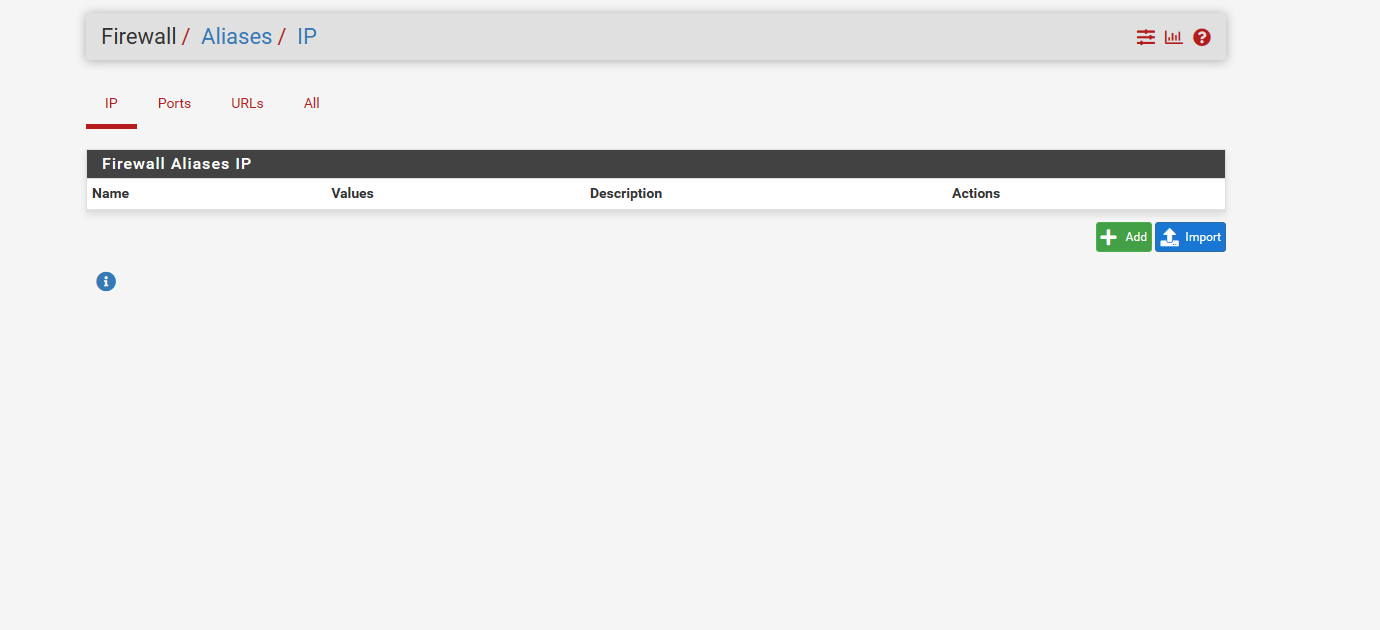 Firewall / Aliases / IP
IP Ports URLs All
Firewall Aliases IP
Name Values Description Actions
Add Import